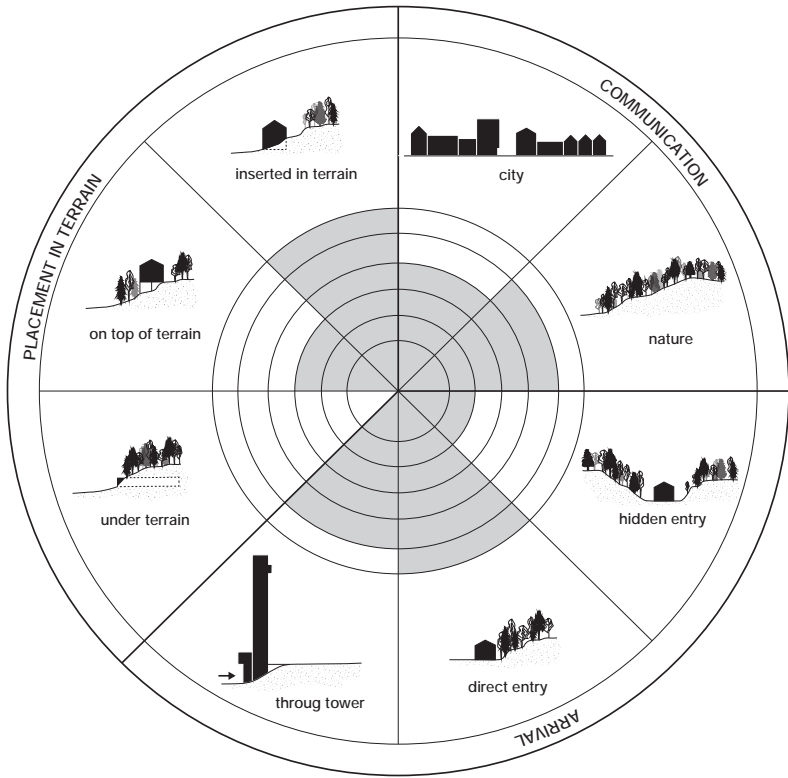 COMMUNICATION
city
nature
hidden entry
direct entry
ARRIVAL
throug tower
under terrain
on top of terrain
inserted in terrain
PLACEMENT IN TERRAIN